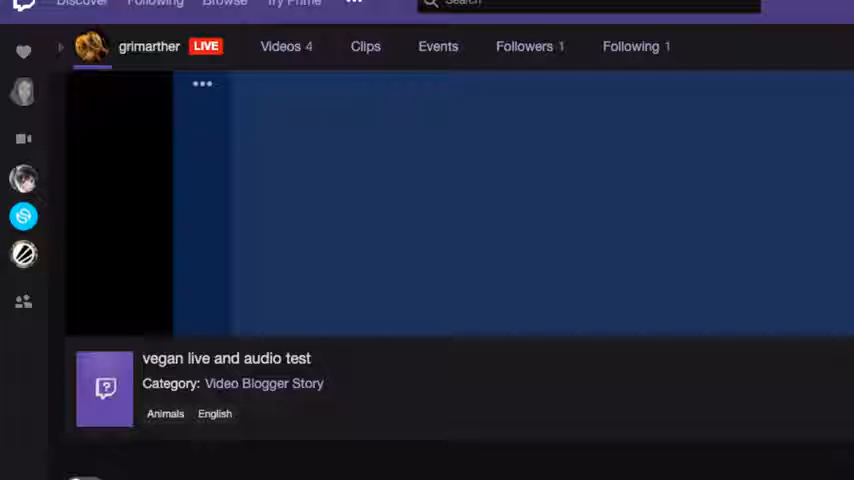 Discover Following Browse Try Prime ••• Search
grimarther LIVE Videos 4 Clips Events Followers 1 Following 1
vegan live and audio test
Category: Video Blogger Story
Animals English